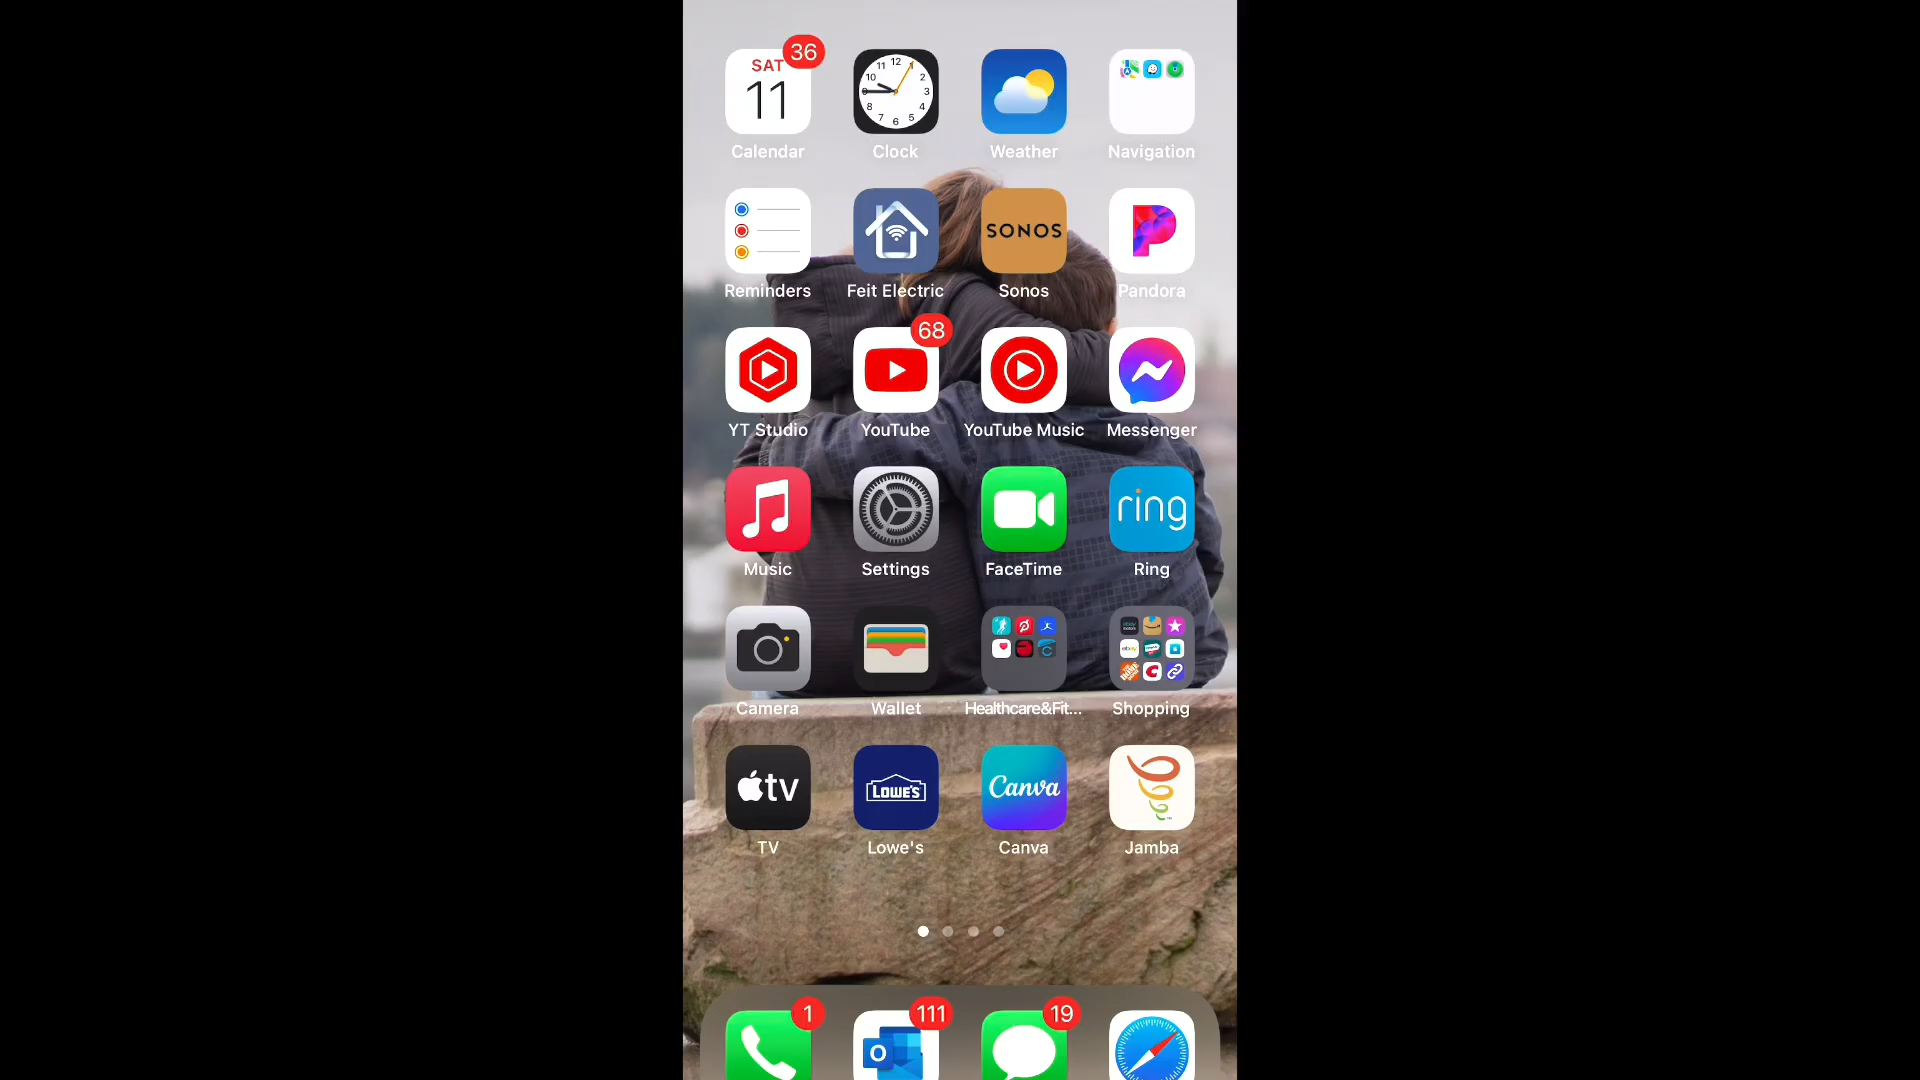 36
SAT
11
Calendar
Clock
Weather
Navigation
Reminders
Feit Electric
SONOS
Sonos
Pandora
68
YT Studio
YouTube
YouTube Music
Messenger
Music
Settings
FaceTime
ring
Ring
Camera
Wallet
Healthcare&Fit...
Shopping
tv
TV
LOWE'S
Lowe's
Canva
Canva
Jamba
1
111
19